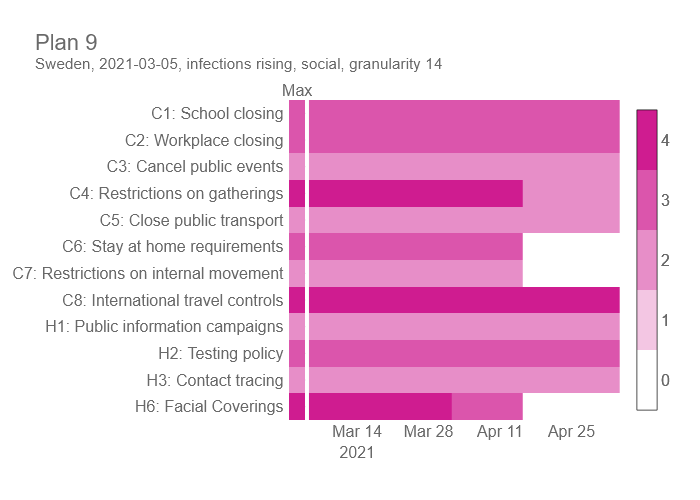 Plan 9
Sweden, 2021-03-05, infections rising, social, granularity 14
Max
C1: School closing
C2: Workplace closing
C3: Cancel public events
C4: Restrictions on gatherings
C5: Close public transport
C6: Stay at home requirements
C7: Restrictions on internal movement
C8: International travel controls
H1: Public information campaigns
H2: Testing policy
H3: Contact tracing
H6: Facial Coverings
Mar 14 Mar 28 Apr 11 Apr 25
2021
4
3
2
1
0